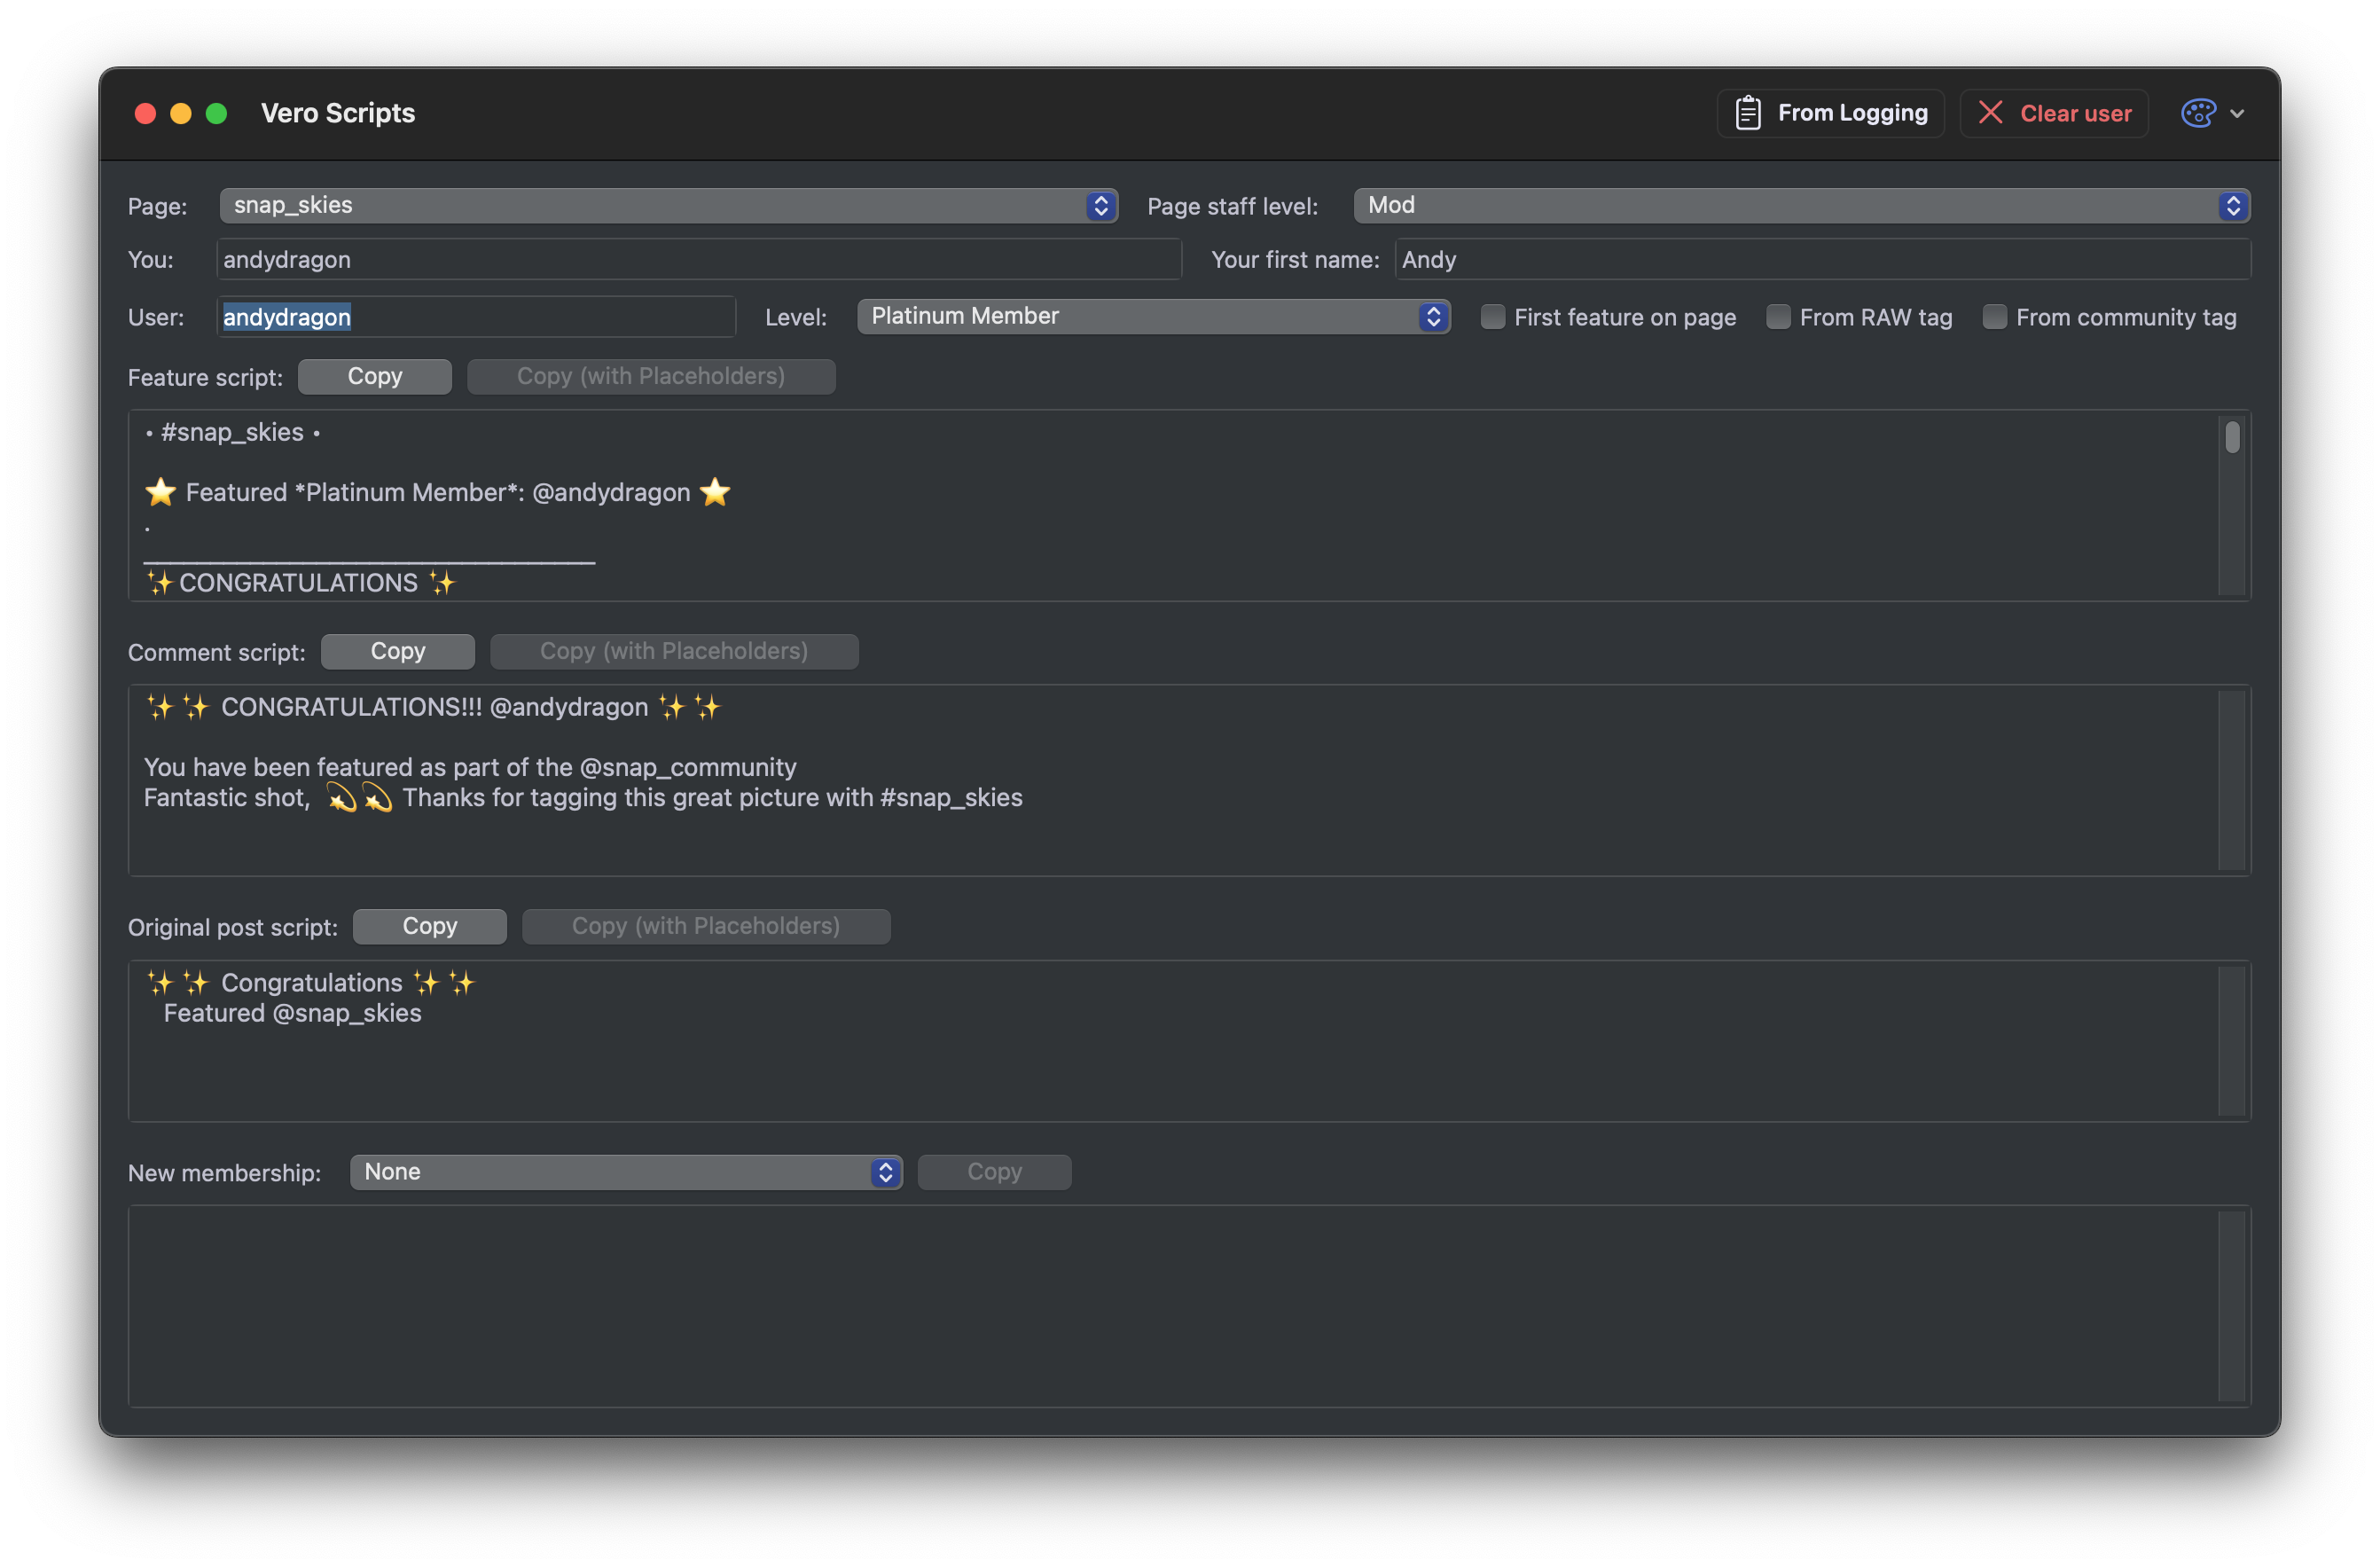 Vero Scripts From Logging Clear user
Page: snap_skies Page staff level: Mod
You: andydragon Your first name: Andy
User: andydragon Level: Platinum Member First feature on page From RAW tag From community tag
Feature script: Copy Copy (with Placeholders)
• #snap_skies •
⭐ Featured *Platinum Member*: @andydragon ⭐
.
___________________________________
✨CONGRATULATIONS ✨
Comment script: Copy Copy (with Placeholders)
✨✨ CONGRATULATIONS!!! @andydragon ✨✨
You have been featured as part of the @snap_community
Fantastic shot, 💫💫 Thanks for tagging this great picture with #snap_skies
Original post script: Copy Copy (with Placeholders)
✨✨ Congratulations ✨✨
Featured @snap_skies
New membership: None Copy